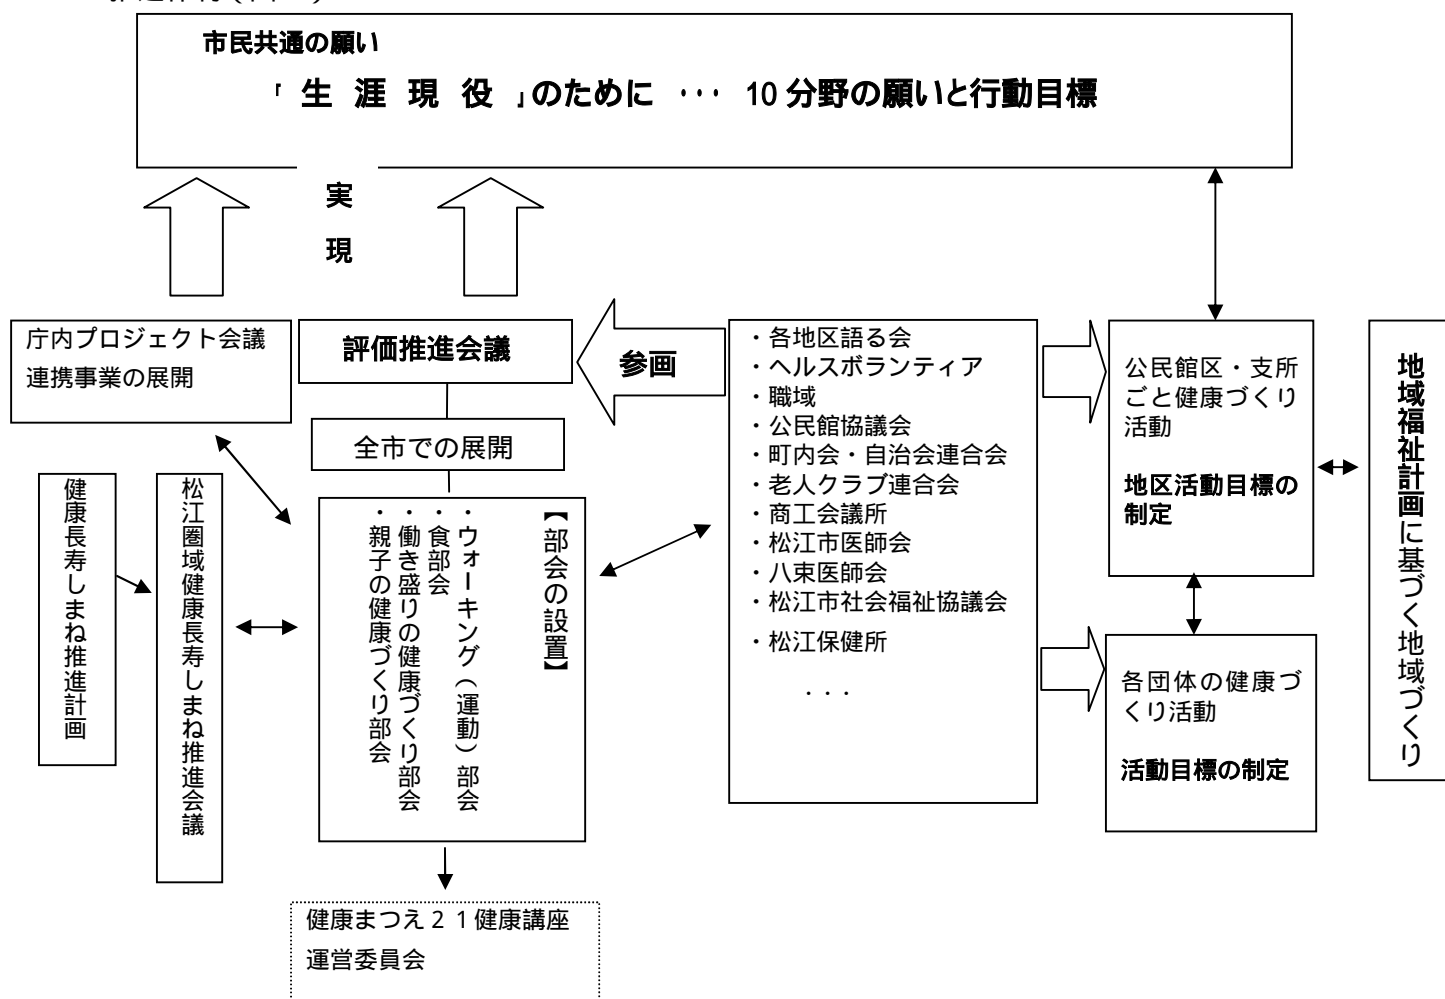 市民共通の願い
『生涯現役』のために ･･･ 10分野の願いと行動目標
実
現
庁内プロジェクト会議
連携事業の展開
評価推進会議
参画
全市での展開
健康長寿しまね推進計画
松江圏域健康長寿しまね推進会議
【部会の設置】
・ウォーキング（運動）部会
・食部会
・働き盛りの健康づくり部会
・親子の健康づくり部会
健康まつえ２１健康講座
運営委員会
・各地区語る会
・ヘルスボランティア
・職域
・公民館協議会
・町内会・自治会連合会
・老人クラブ連合会
・商工会議所
・松江市医師会
・八束医師会
・松江市社会福祉協議会
・松江保健所
･･･
公民館区・支所
ごと健康づくり
活動
地区活動目標の
制定
各団体の健康づ
くり活動
活動目標の制定
地域福祉計画に基づく地域づくり